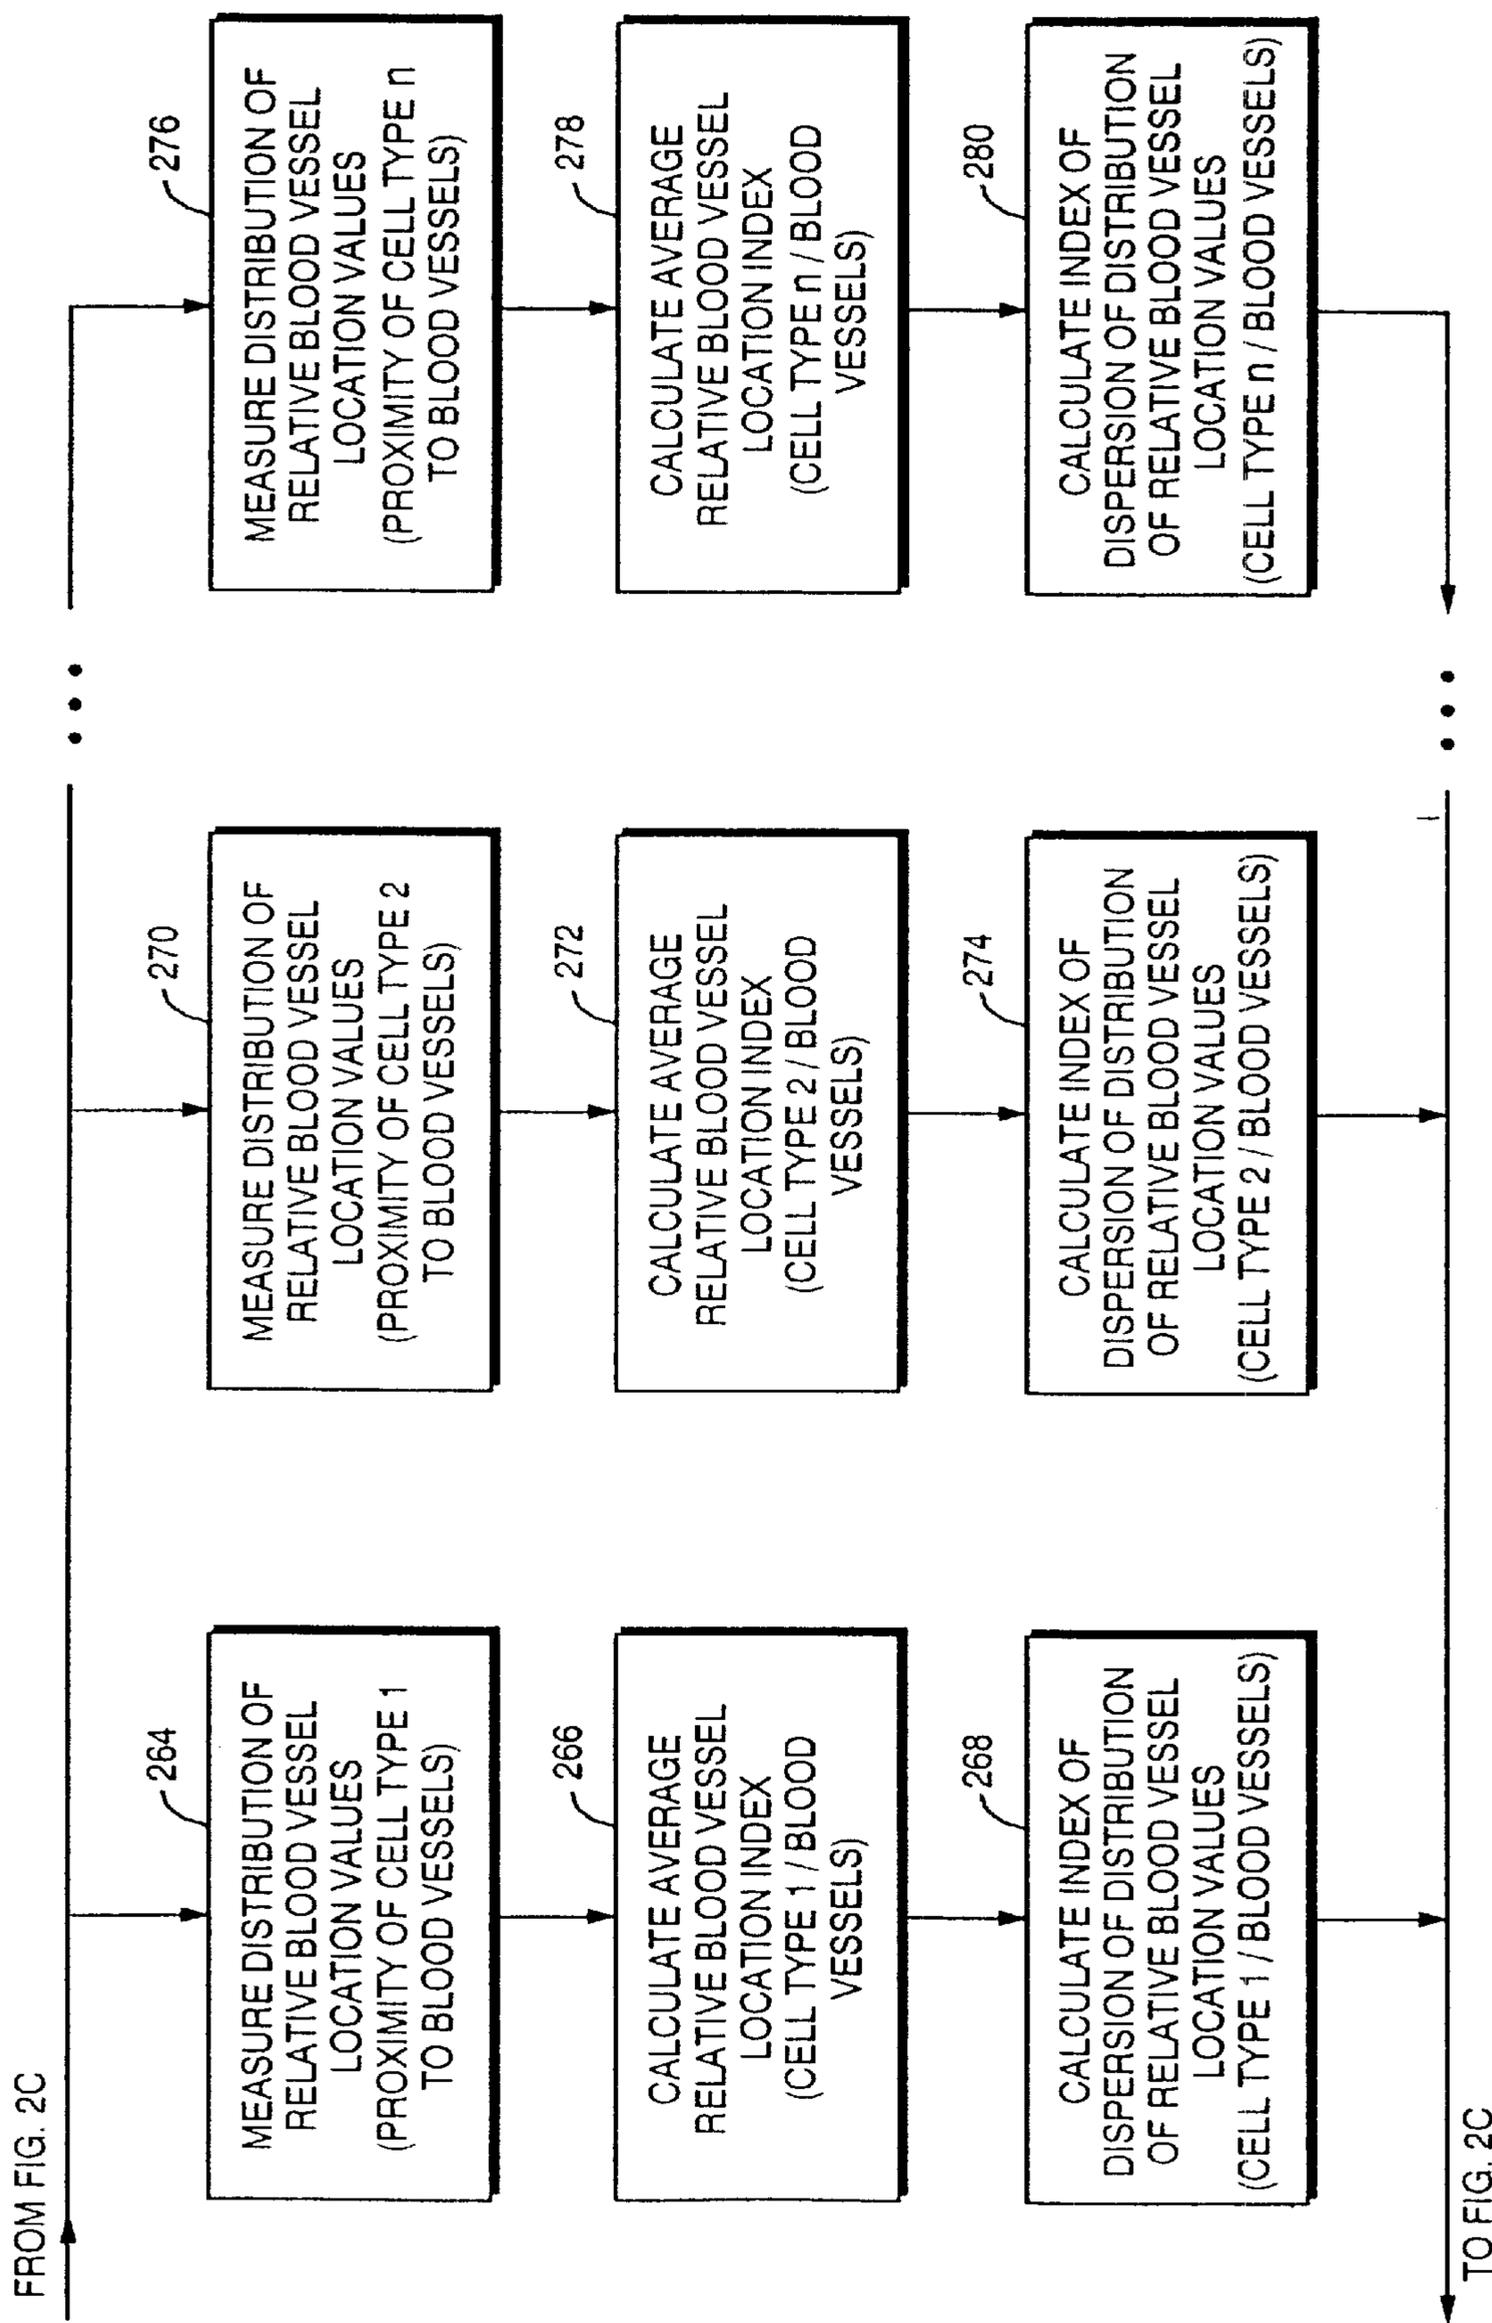 FROM FIG. 2C
264
MEASURE DISTRIBUTION OF
RELATIVE BLOOD VESSEL
LOCATION VALUES
(PROXIMITY OF CELL TYPE 1
TO BLOOD VESSELS)
266
CALCULATE AVERAGE
RELATIVE BLOOD VESSEL
LOCATION INDEX
(CELL TYPE 1 / BLOOD
VESSELS)
268
CALCULATE INDEX OF
DISPERSION OF DISTRIBUTION
OF RELATIVE BLOOD VESSEL
LOCATION VALUES
(CELL TYPE 1 / BLOOD VESSELS)
270
MEASURE DISTRIBUTION OF
RELATIVE BLOOD VESSEL
LOCATION VALUES
(PROXIMITY OF CELL TYPE 2
TO BLOOD VESSELS)
272
CALCULATE AVERAGE
RELATIVE BLOOD VESSEL
LOCATION INDEX
(CELL TYPE 2 / BLOOD
VESSELS)
274
CALCULATE INDEX OF
DISPERSION OF DISTRIBUTION
OF RELATIVE BLOOD VESSEL
LOCATION VALUES
(CELL TYPE 2 / BLOOD VESSELS)
• • •
276
MEASURE DISTRIBUTION OF
RELATIVE BLOOD VESSEL
LOCATION VALUES
(PROXIMITY OF CELL TYPE n
TO BLOOD VESSELS)
278
CALCULATE AVERAGE
RELATIVE BLOOD VESSEL
LOCATION INDEX
(CELL TYPE n / BLOOD
VESSELS)
280
CALCULATE INDEX OF
DISPERSION OF DISTRIBUTION
OF RELATIVE BLOOD VESSEL
LOCATION VALUES
(CELL TYPE n / BLOOD VESSELS)
• • •
TO FIG. 2C